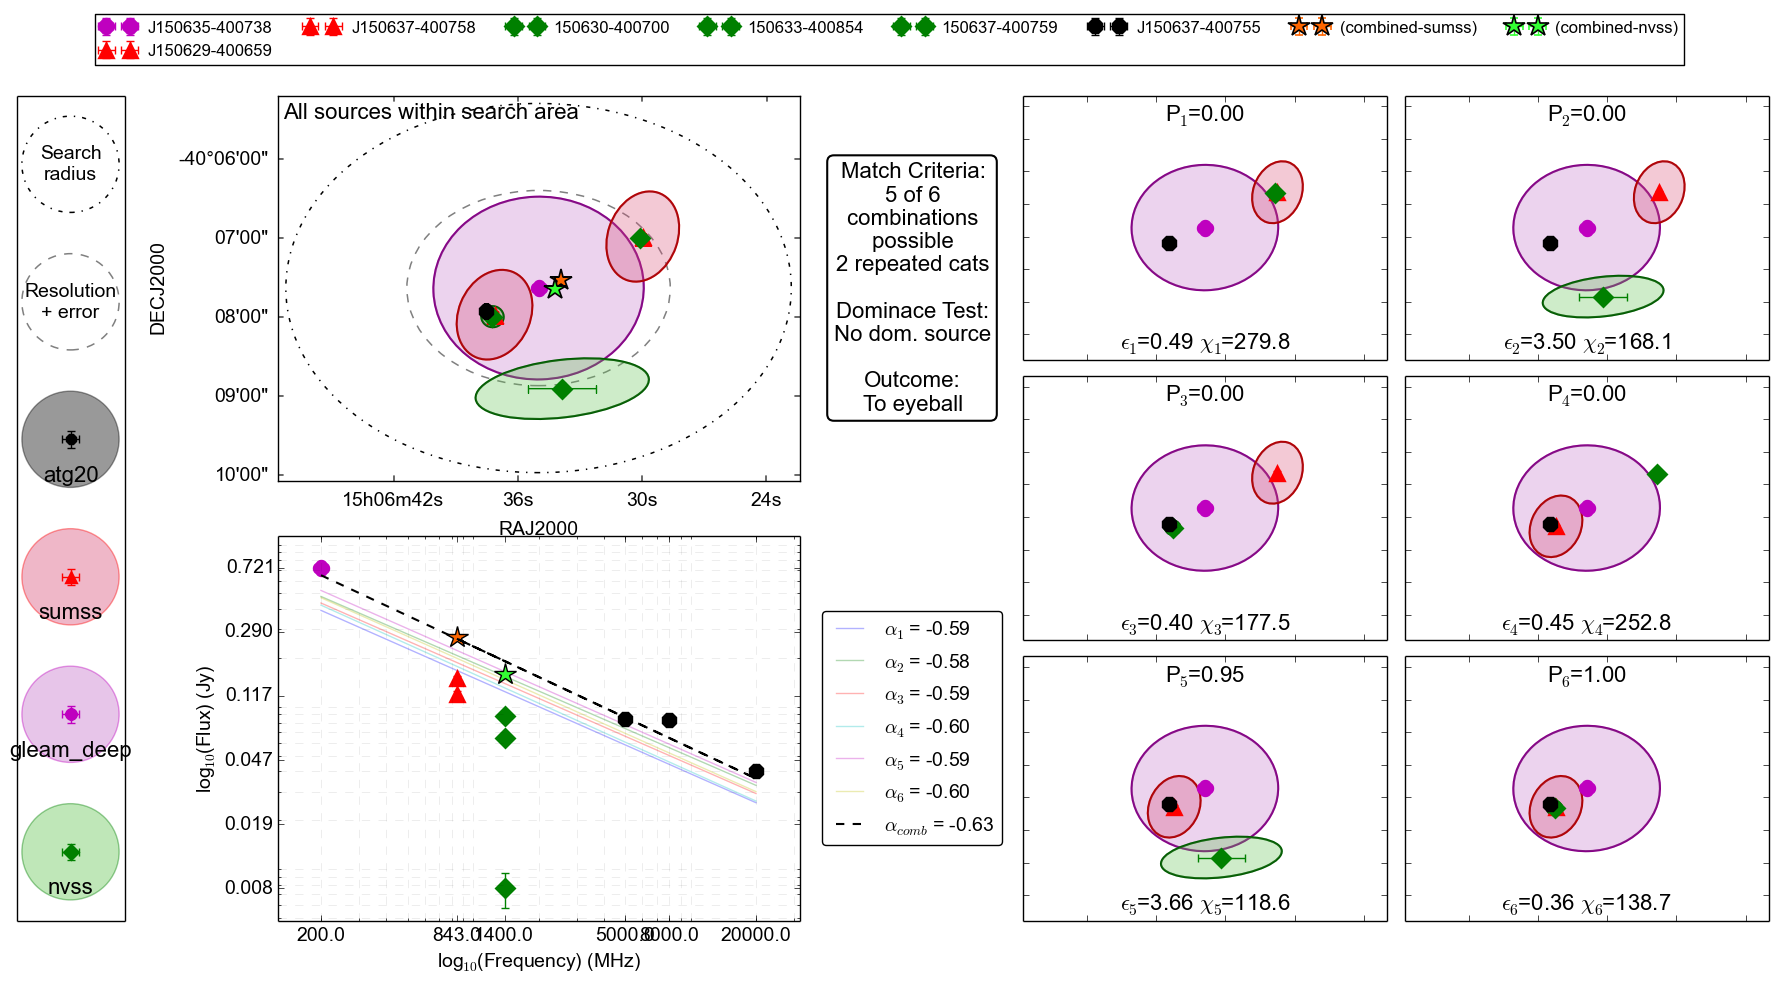 J150635-400738 J150637-400758 150630-400700 150633-400854 150637-400759 J150637-400755 (combined-sumss) (combined-nvss)
J150629-400659
Search
radius
Resolution
+ error
atg20
sumss
gleam_deep
nvss
All sources within search area
DECJ2000
-40°06'00"
07'00"
08'00"
09'00"
10'00"
15h06m42s 36s 30s 24s
RAJ2000
Match Criteria:
5 of 6
combinations
possible
2 repeated cats
Dominace Test:
No dom. source
Outcome:
To eyeball
log10(Flux) (Jy)
0.721
0.290
0.117
0.047
0.019
0.008
200.0 843.0 1400.0 5000.0 8000.0 20000.0
log10(Frequency) (MHz)
α1 = -0.59
α2 = -0.58
α3 = -0.59
α4 = -0.60
α5 = -0.59
α6 = -0.60
αcomb = -0.63
P1=0.00
ϵ1=0.49 χ1=279.8
P2=0.00
ϵ2=3.50 χ2=168.1
P3=0.00
ϵ3=0.40 χ3=177.5
P4=0.00
ϵ4=0.45 χ4=252.8
P5=0.95
ϵ5=3.66 χ5=118.6
P6=1.00
ϵ6=0.36 χ6=138.7